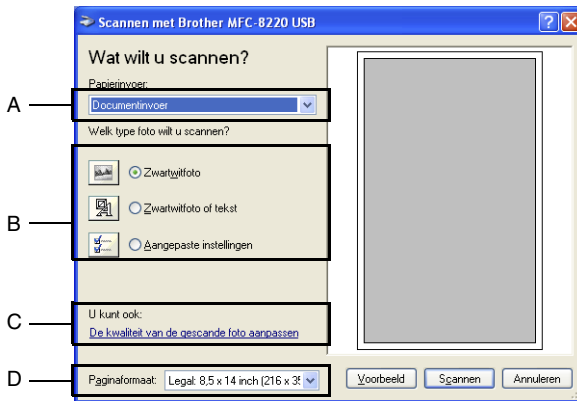 Scannen met Brother MFC-8220 USB
Wat wilt u scannen?
Papierinvoer:
A
Documentinvoer
Welk type foto wilt u scannen?
B
Zwartwitfoto
Zwartwitfoto of tekst
Aangepaste instellingen
C
U kunt ook:
De kwaliteit van de gescande foto aanpassen
D
Paginaformaat: Legal: 8,5 x 14 inch (216 x 35
Voorbeeld Scannen Annuleren